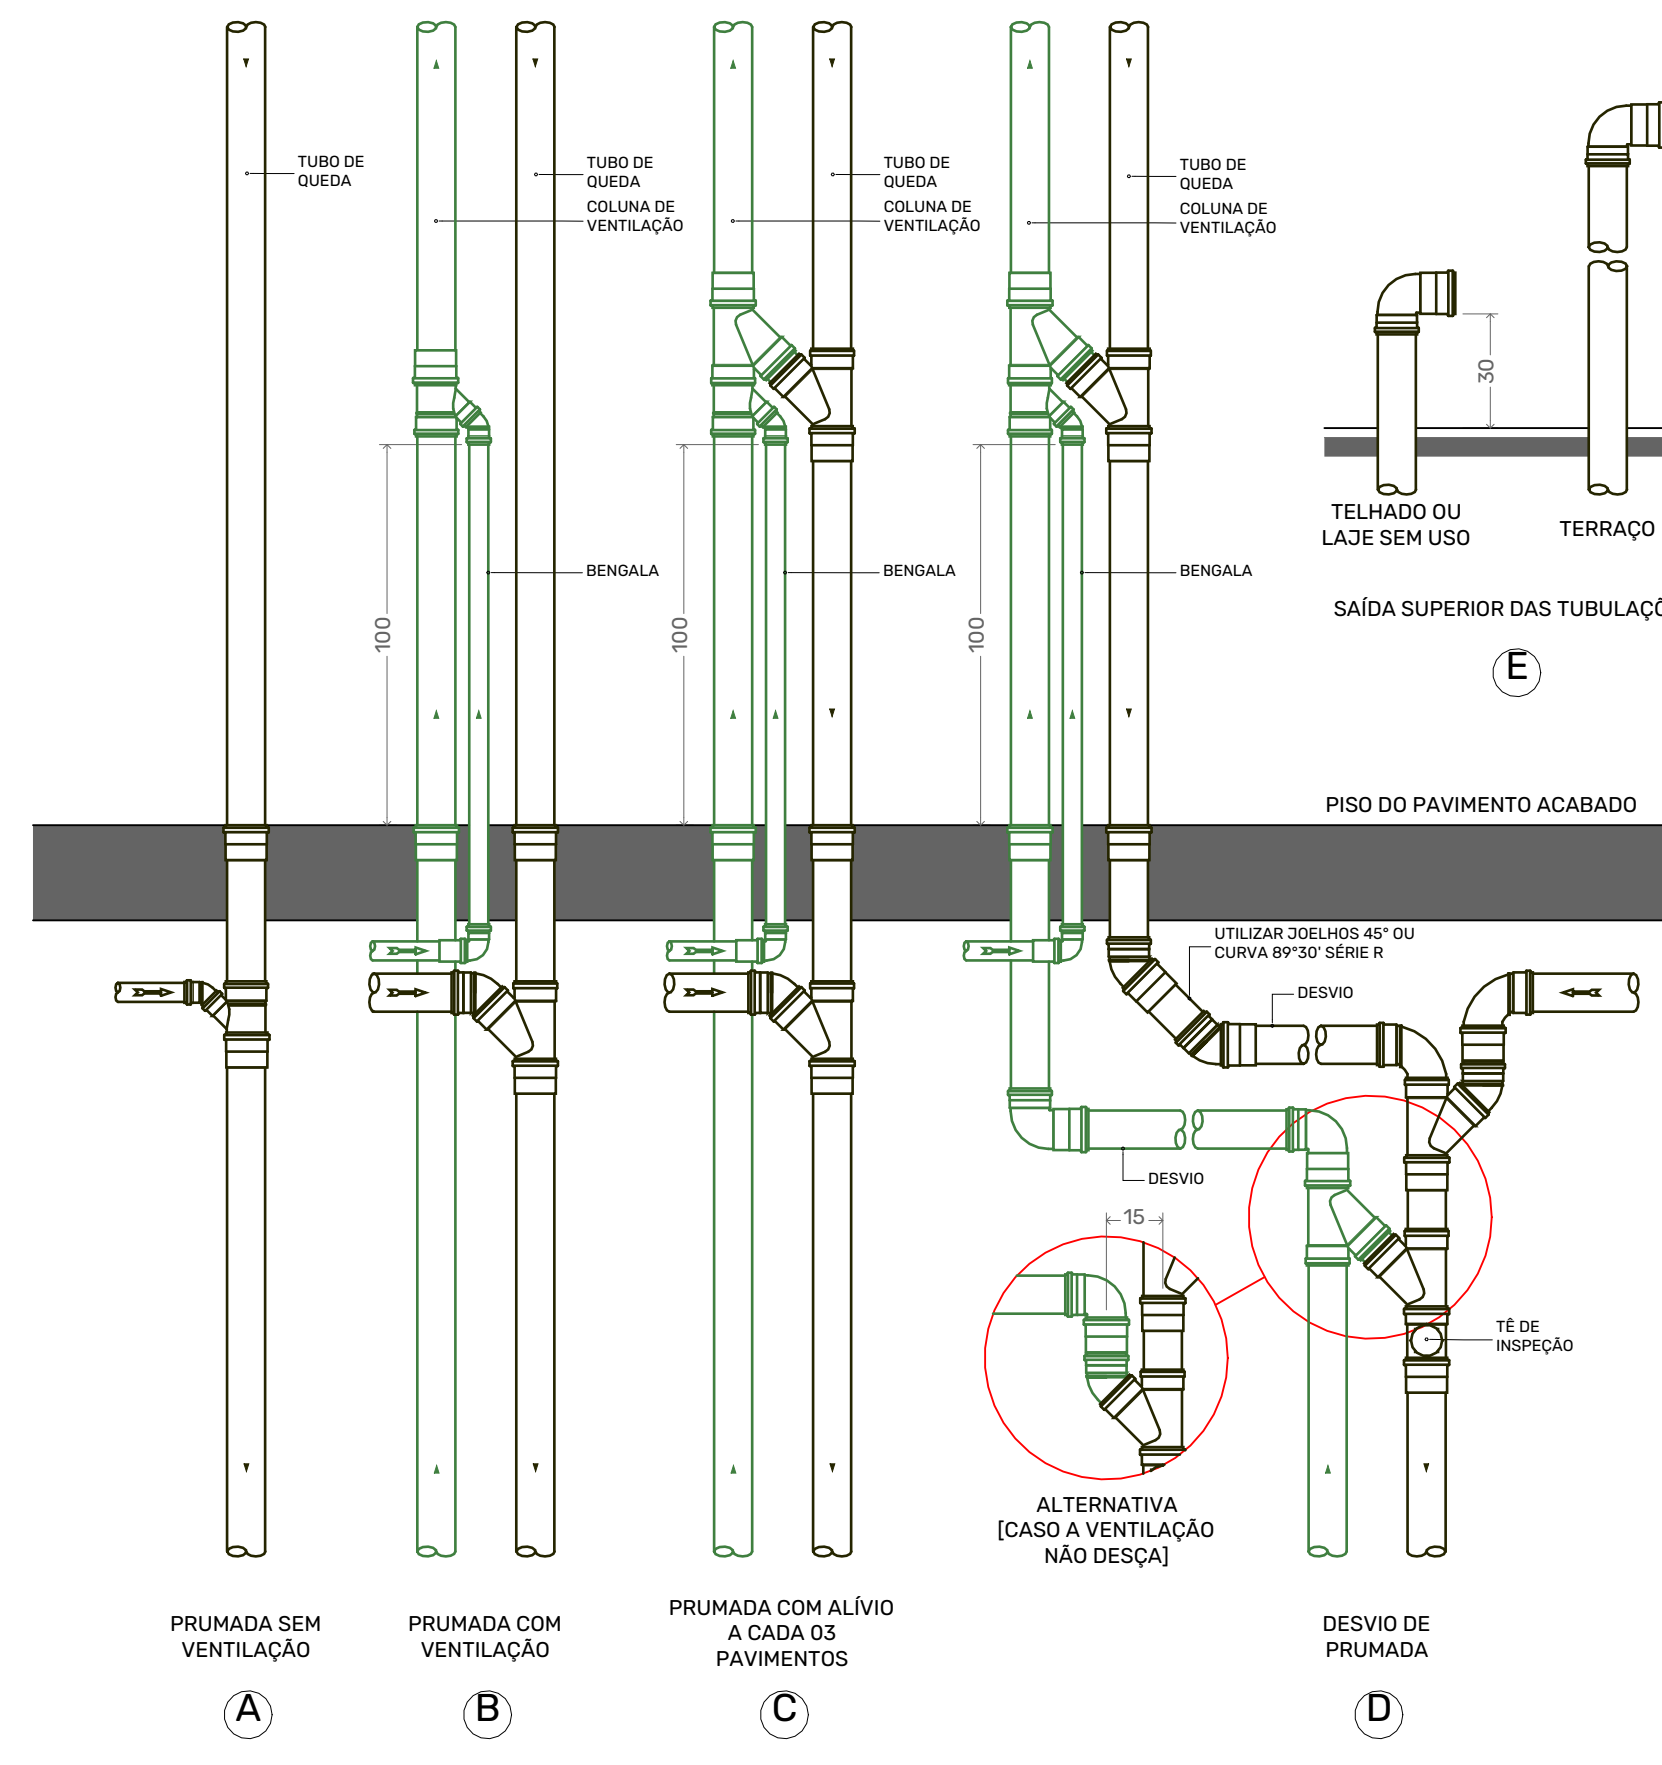 TUBO DE
QUEDA
TUBO DE
QUEDA
COLUNA DE
VENTILAÇÃO
TUBO DE
QUEDA
COLUNA DE
VENTILAÇÃO
TUBO DE
QUEDA
COLUNA DE
VENTILAÇÃO
30
TELHADO OU
LAJE SEM USO
TERRAÇO
SAÍDA SUPERIOR DAS TUBULAÇÕ
E
BENGALA
BENGALA
BENGALA
100
100
100
PISO DO PAVIMENTO ACABADO
UTILIZAR JOELHOS 45° OU
CURVA 89°30' SÉRIE R
DESVIO
DESVIO
15
TÊ DE
INSPEÇÃO
ALTERNATIVA
[CASO A VENTILAÇÃO
NÃO DESÇA]
PRUMADA SEM
VENTILAÇÃO
A
PRUMADA COM
VENTILAÇÃO
B
PRUMADA COM ALÍVIO
A CADA 03
PAVIMENTOS
C
DESVIO DE
PRUMADA
D